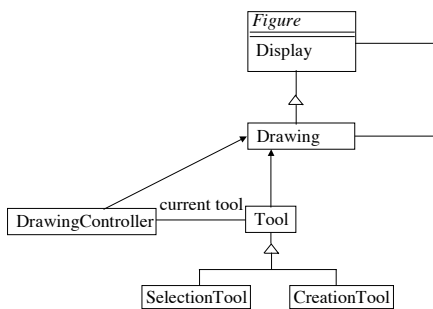 Figure
Display
Drawing
current tool
DrawingController
Tool
SelectionTool
CreationTool